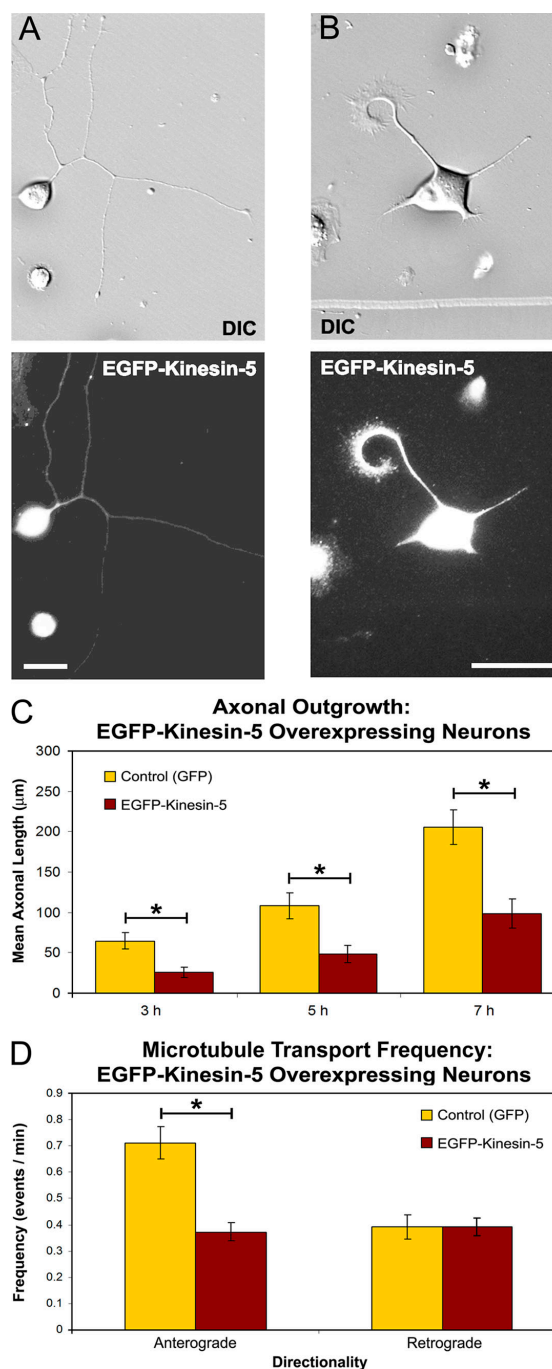 A
B
DIC
DIC
EGFP-Kinesin-5
EGFP-Kinesin-5
C
Axonal Outgrowth:
EGFP-Kinesin-5 Overexpressing Neurons
Mean Axonal Length (µm)
300
250
200
150
100
50
0
Control (GFP)
EGFP-Kinesin-5
*
*
*
3 h
5 h
7 h
D
Microtubule Transport Frequency:
EGFP-Kinesin-5 Overexpressing Neurons
Frequency (events / min)
0.9
0.8
0.7
0.6
0.5
0.4
0.3
0.2
0.1
0
*
Control (GFP)
EGFP-Kinesin-5
Anterograde
Retrograde
Directionality